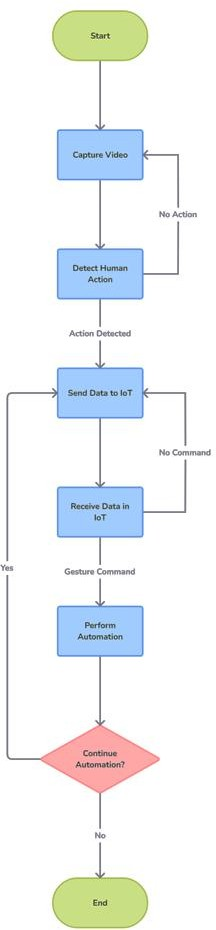 Start
Capture Video
No Action
Detect Human
Action
Action Detected
Send Data to IoT
No Command
Receive Data in
IoT
Gesture Command
Yes
Perform
Automation
Continue
Automation?
No
End